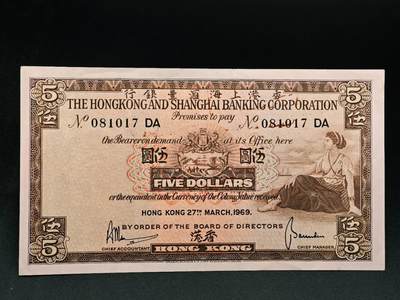 行銀豐滙海上港香
5 THE HONGKONG AND SHANGHAI BANKING CORPORATION 5
伍 Promises to pay 伍
Nº 081017 DA Nº 081017 DA
the Bearer on demand at its Office here
圓 伍
FIVE DOLLARS
or the equivalent in the Currency of the Colony Value received
HONG KONG 27TH MARCH, 1969.
BY ORDER OF THE BOARD OF DIRECTORS
伍 港香
CHIEF ACCOUNTANT CHIEF MANAGER
5 HONG KONG 5